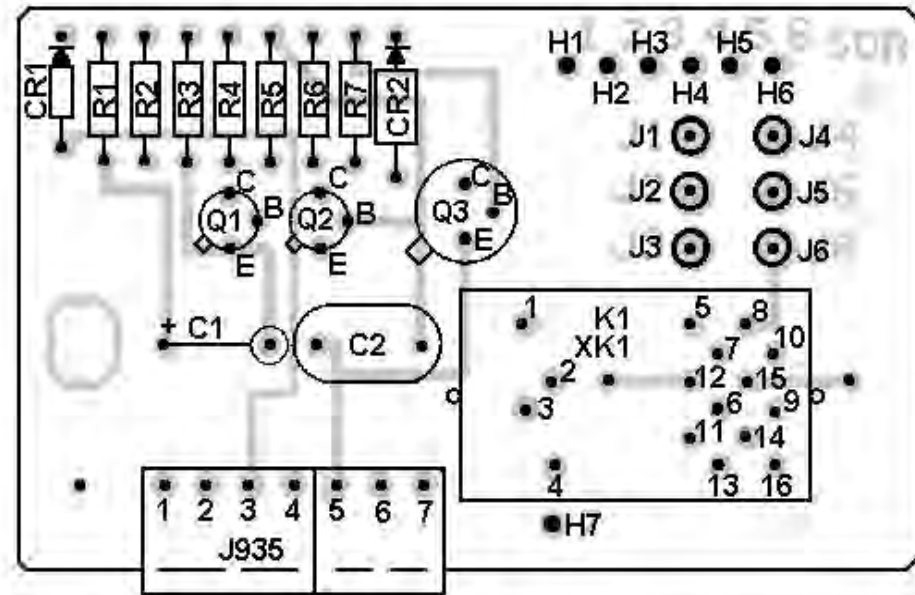 H1 H3 H5
H2 H4 H6
CR1 R1 R2 R3 R4 R5 R6 R7 CR2
J1 J4
J2 J5
J3 J6
C B E Q1
C B E Q2
C B E Q3
+ C1
C2
K1
XK1
1 5 8
7 10
2 12 15
3 6 9
11 14
4 13 16
H7
1 2 3 4 5 6 7
J935